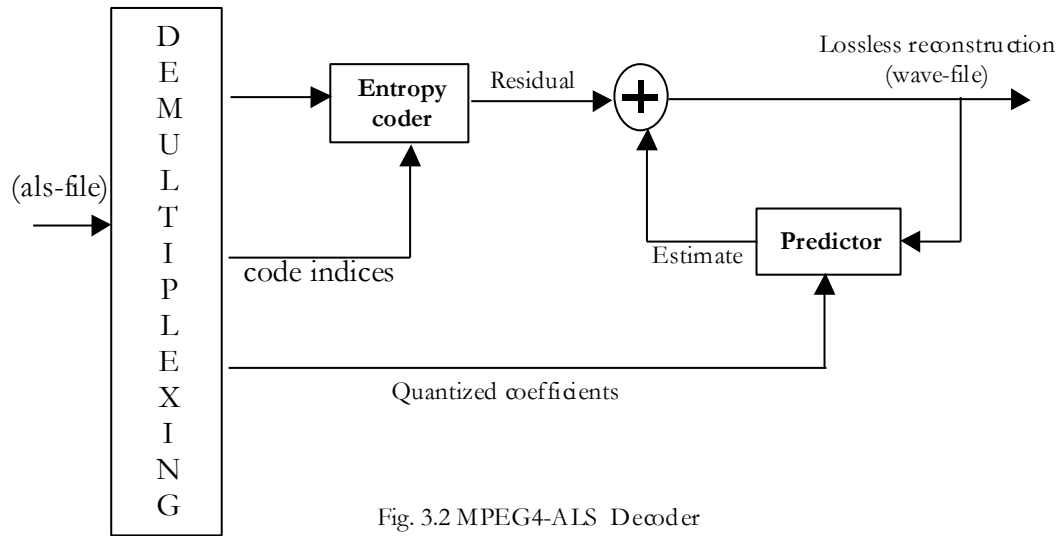 (als-file)
D
E
M
U
L
T
I
P
L
E
X
I
N
G
Entropy
coder
Residual
+
Lossless reconstruction
(wave-file)
code indices
Estimate
Predictor
Quantized coefficients
Fig. 3.2 MPEG4-ALS Decoder